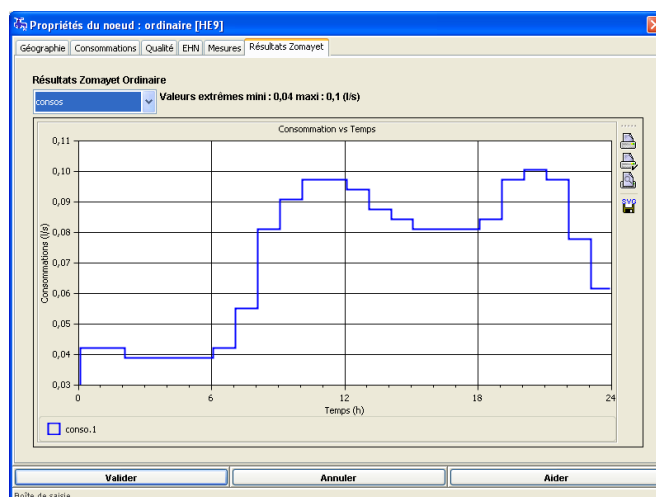 Propriétés du noeud : ordinaire [HE9]
Géographie Consommations Qualité EHN Mesures Résultats Zomayet
Résultats Zomayet Ordinaire
consos Valeurs extrêmes mini : 0,04 maxi : 0,1 (l/s)
Consommation vs Temps
0,11
0,10
0,09
0,08
0,07
0,06
0,05
0,04
0,03
Consommations (l/s)
0 6 12 18 24
Temps (h)
conso.1
SVG
Valider Annuler Aider
Boîte de saisie